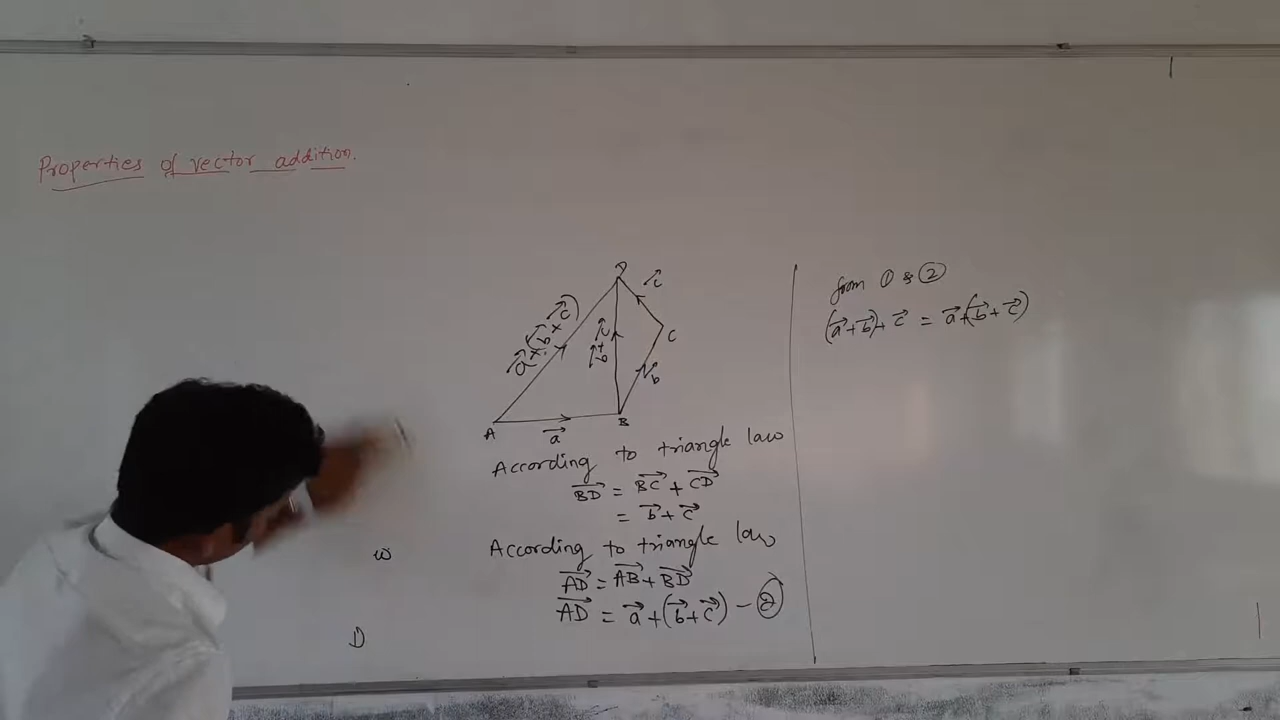 Properties of vector addition.
D
c⃗
a⃗+(b⃗+c⃗)
b⃗+c⃗
C
b
A
a⃗
B
According to triangle law
B͞D⃗ = BC⃗ + CD⃗
= b⃗ + c⃗
According to triangle law
AD⃗ = AB⃗ + BD⃗
AD⃗ = a⃗ + (b⃗+c⃗) – ②
w
D
from ① & ②
(a⃗+b⃗)+ c⃗ = a⃗+(b⃗+c⃗)